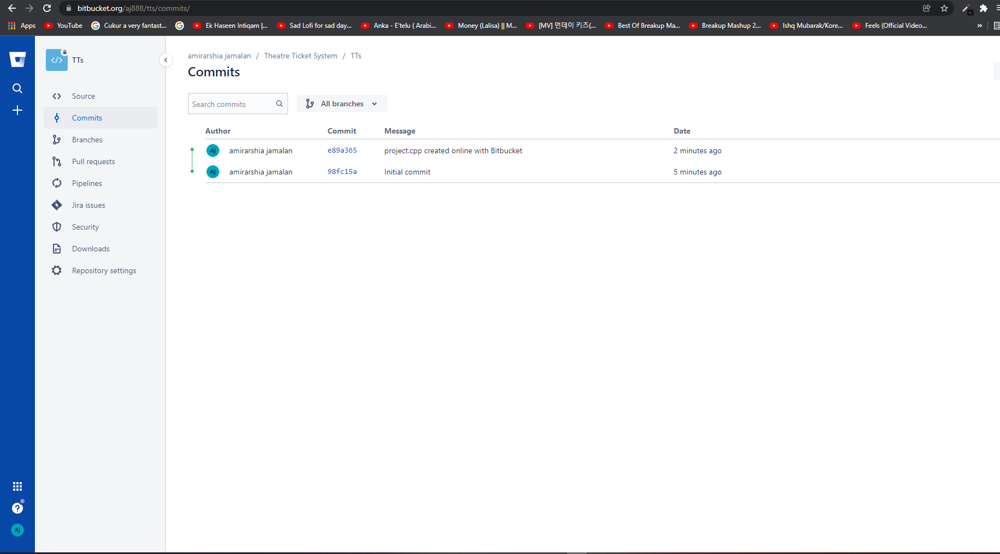 bitbucket.org/aj888/tts/commits/
Apps YouTube Cukur a very fantast... Ek Haseen Intiqam |... Sad Lofi for sad day... Anka - E'telu ( Arabi... Money (Lalisa) || M... [MV] 먼데이 키즈(... Best Of Breakup Ma... Breakup Mashup 2... Ishq Mubarak/Kore... Feels (Official Video... »
TTs
Source
Commits
Branches
Pull requests
Pipelines
Jira issues
Security
Downloads
Repository settings
AJ
amirarshia jamalan / Theatre Ticket System / TTs
Commits
Search commits All branches
Author Commit Message Date
AJ amirarshia jamalan e89a365 project.cpp created online with Bitbucket 2 minutes ago
AJ amirarshia jamalan 98fc15a Initial commit 5 minutes ago